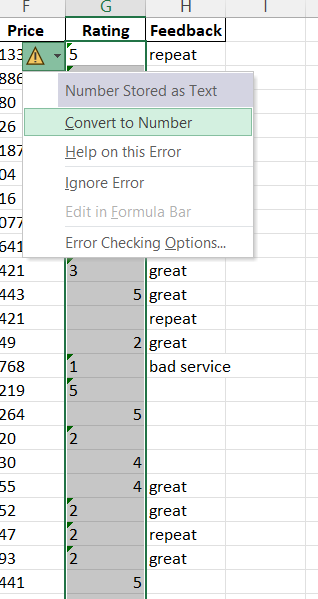 F G H I
Price Rating Feedback
133 5 repeat
886
Number Stored as Text
80
26 Convert to Number
187 Help on this Error
04
16 Ignore Error
077 Edit in Formula Bar
641 Error Checking Options...
421 3 great
443 5 great
421 repeat
49 2 great
768 1 bad service
219 5
264 5
20 2
30 4
55 4 great
52 2 great
47 2 repeat
93 2 great
441 5